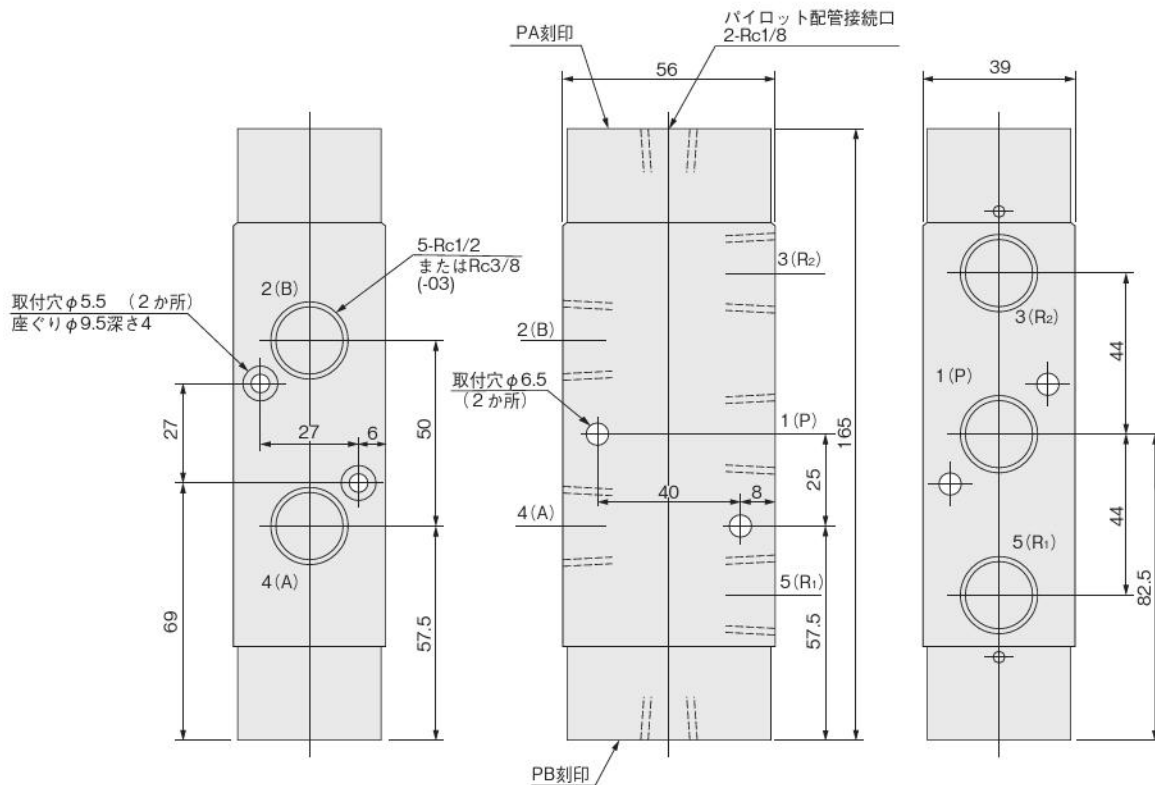 パイロット配管接続口
2-Rc1/8
PA刻印
56
39
5-Rc1/2
またはRc3/8
(-03)
2(B)
取付穴φ5.5 (2か所)
座ぐりφ9.5深さ4
27
27
6
50
4(A)
69
57.5
3(R₂)
2(B)
取付穴φ6.5
(2か所)
1(P)
165
25
40
8
4(A)
5(R₁)
57.5
PB刻印
3(R₂)
44
1(P)
44
5(R₁)
82.5